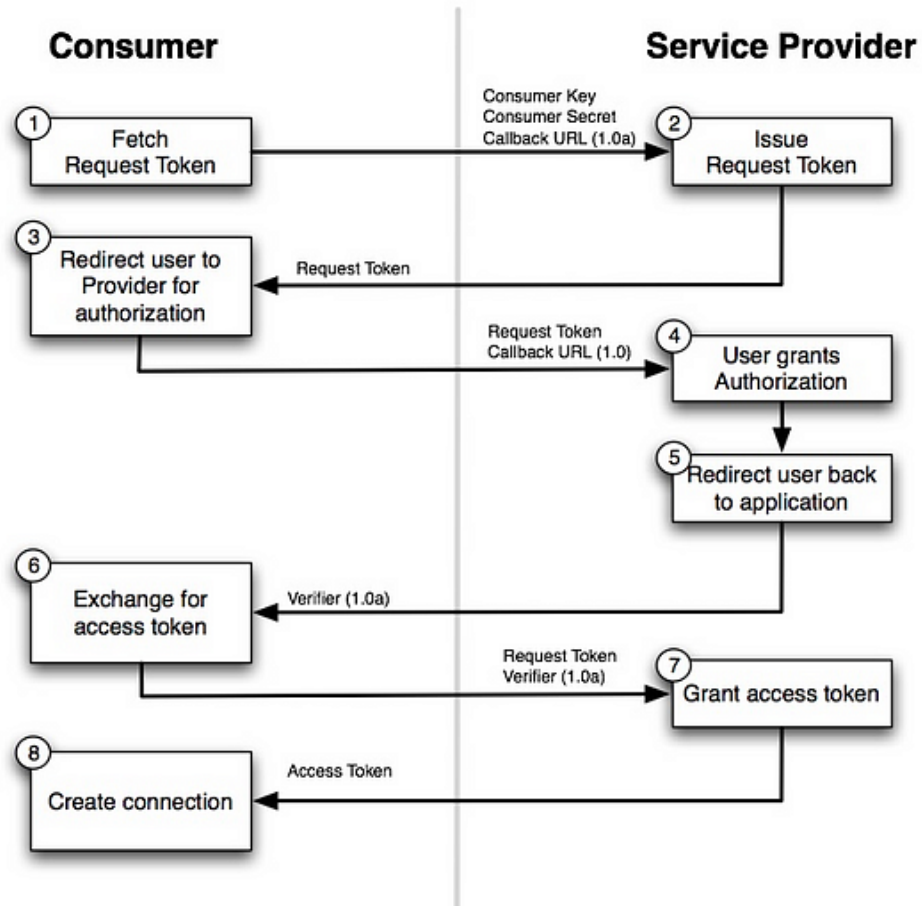 Consumer
Service Provider
Consumer Key
Consumer Secret
Callback URL (1.0a)
1
Fetch
Request Token
2
Issue
Request Token
3
Redirect user to
Provider for
authorization
Request Token
Request Token
Callback URL (1.0)
4
User grants
Authorization
5
Redirect user back
to application
6
Exchange for
access token
Verifier (1.0a)
Request Token
Verifier (1.0a)
7
Grant access token
8
Create connection
Access Token